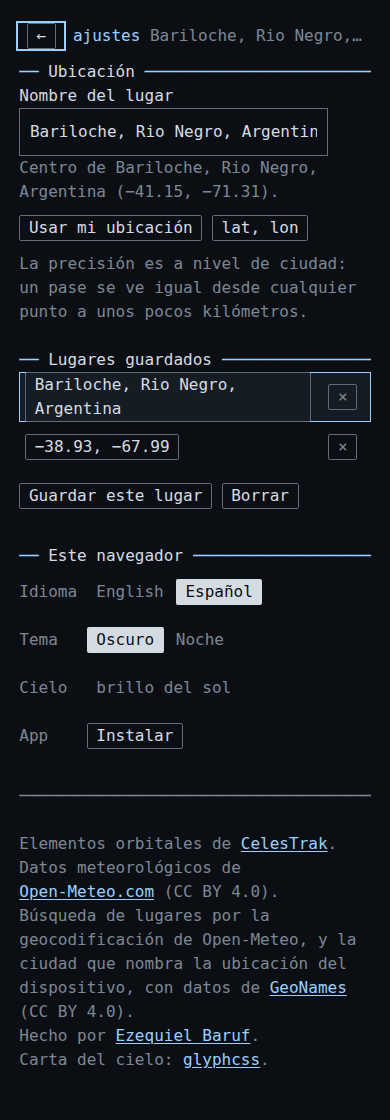 ← ajustes Bariloche, Rio Negro,…
Ubicación
Nombre del lugar
Bariloche, Rio Negro, Argentin
Centro de Bariloche, Rio Negro,
Argentina (−41.15, −71.31).
Usar mi ubicación lat, lon
La precisión es a nivel de ciudad:
un pase se ve igual desde cualquier
punto a unos pocos kilómetros.
Lugares guardados
Bariloche, Rio Negro,
Argentina
×
−38.93, −67.99 ×
Guardar este lugar Borrar
Este navegador
Idioma English Español
Tema Oscuro Noche
Cielo brillo del sol
App Instalar
Elementos orbitales de CelesTrak.
Datos meteorológicos de
Open-Meteo.com (CC BY 4.0).
Búsqueda de lugares por la
geocodificación de Open-Meteo, y la
ciudad que nombra la ubicación del
dispositivo, con datos de GeoNames
(CC BY 4.0).
Hecho por Ezequiel Baruf.
Carta del cielo: glyphcss.